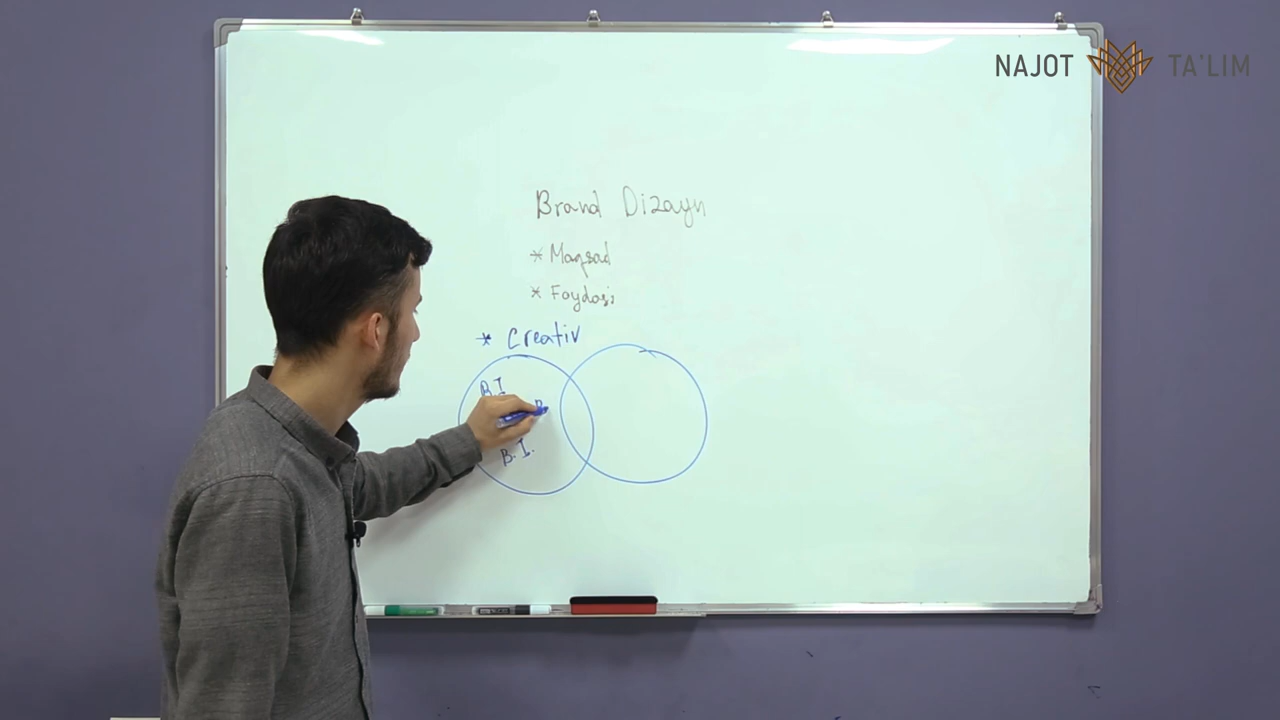 NAJOT TA'LIM
Brand Dizayn
* Maqsad
* Foydasi
* Creativ
B.I
B.I.